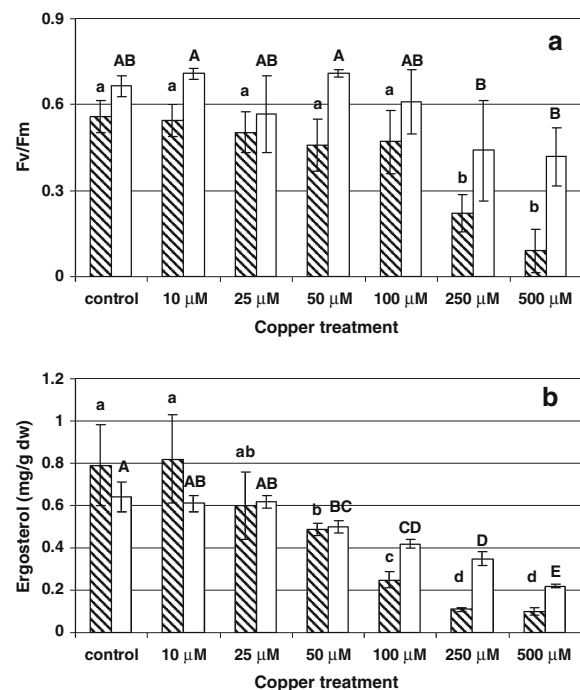 0.9
a
AB
A
AB
A
AB
B
B
a
a
a
a
a
b
b
0.6
0.3
0
Fv/Fm
control 10 µM 25 µM 50 µM 100 µM 250 µM 500 µM
Copper treatment
1.2
b
a
a
A
AB
ab
AB
b
BC
CD
c
D
d
E
d
1
0.8
0.6
0.4
0.2
0
Ergosterol (mg/g dw)
control 10 µM 25 µM 50 µM 100 µM 250 µM 500 µM
Copper treatment